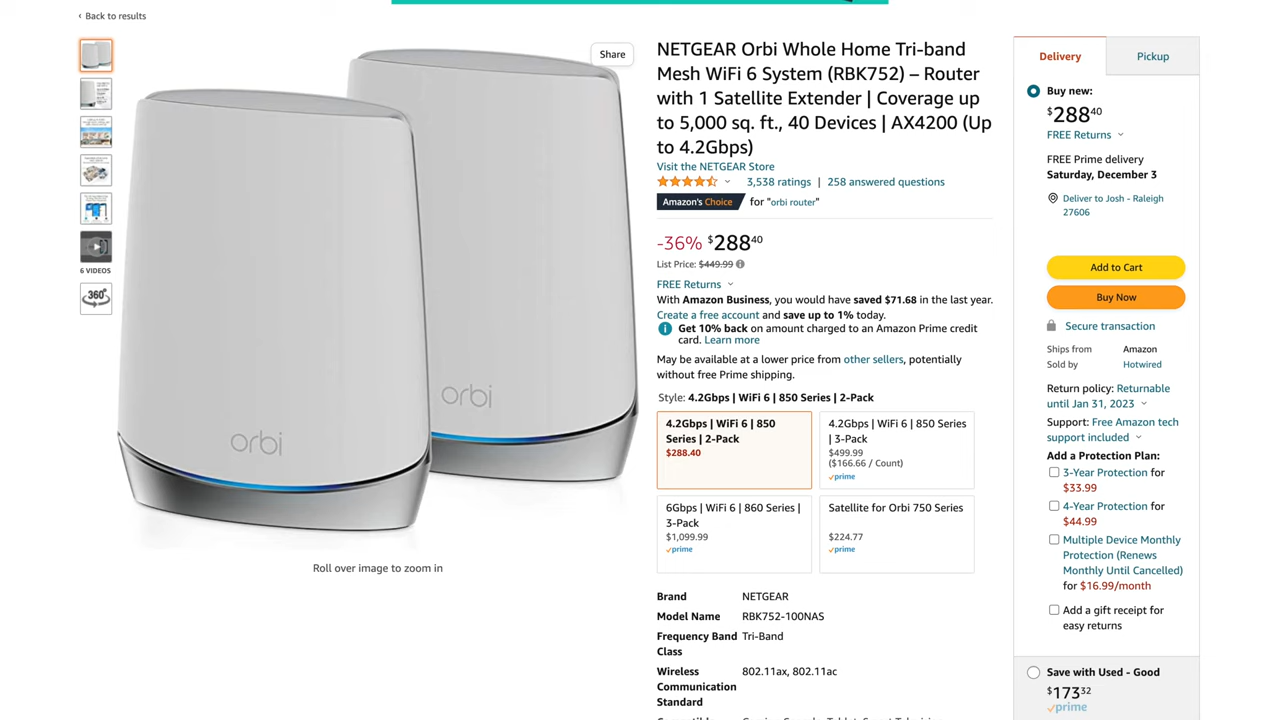 ‹ Back to results
Share
6 VIDEOS
360°
orbi
orbi
Roll over image to zoom in
NETGEAR Orbi Whole Home Tri-band
Mesh WiFi 6 System (RBK752) – Router
with 1 Satellite Extender | Coverage up
to 5,000 sq. ft., 40 Devices | AX4200 (Up
to 4.2Gbps)
Visit the NETGEAR Store
3,538 ratings | 258 answered questions
Amazon's Choice for "orbi router"
-36% $288 40
List Price: $449.99
FREE Returns
With Amazon Business, you would have saved $71.68 in the last year.
Create a free account and save up to 1% today.
Get 10% back on amount charged to an Amazon Prime credit
card. Learn more
May be available at a lower price from other sellers, potentially
without free Prime shipping.
Style: 4.2Gbps | WiFi 6 | 850 Series | 2-Pack
4.2Gbps | WiFi 6 | 850
Series | 2-Pack
$288.40
4.2Gbps | WiFi 6 | 850 Series
| 3-Pack
$499.99
($166.66 / Count)
prime
6Gbps | WiFi 6 | 860 Series |
3-Pack
$1,099.99
prime
Satellite for Orbi 750 Series
$224.77
prime
Brand NETGEAR
Model Name RBK752-100NAS
Frequency Band Tri-Band
Class
Wireless 802.11ax, 802.11ac
Communication
Standard
Delivery
Pickup
Buy new:
$288 40
FREE Returns
FREE Prime delivery
Saturday, December 3
Deliver to Josh - Raleigh
27606
Add to Cart
Buy Now
Secure transaction
Ships from Amazon
Sold by Hotwired
Return policy: Returnable
until Jan 31, 2023
Support: Free Amazon tech
support included
Add a Protection Plan:
3-Year Protection for
$33.99
4-Year Protection for
$44.99
Multiple Device Monthly
Protection (Renews
Monthly Until Cancelled)
for $16.99/month
Add a gift receipt for
easy returns
Save with Used - Good
$173 32
prime